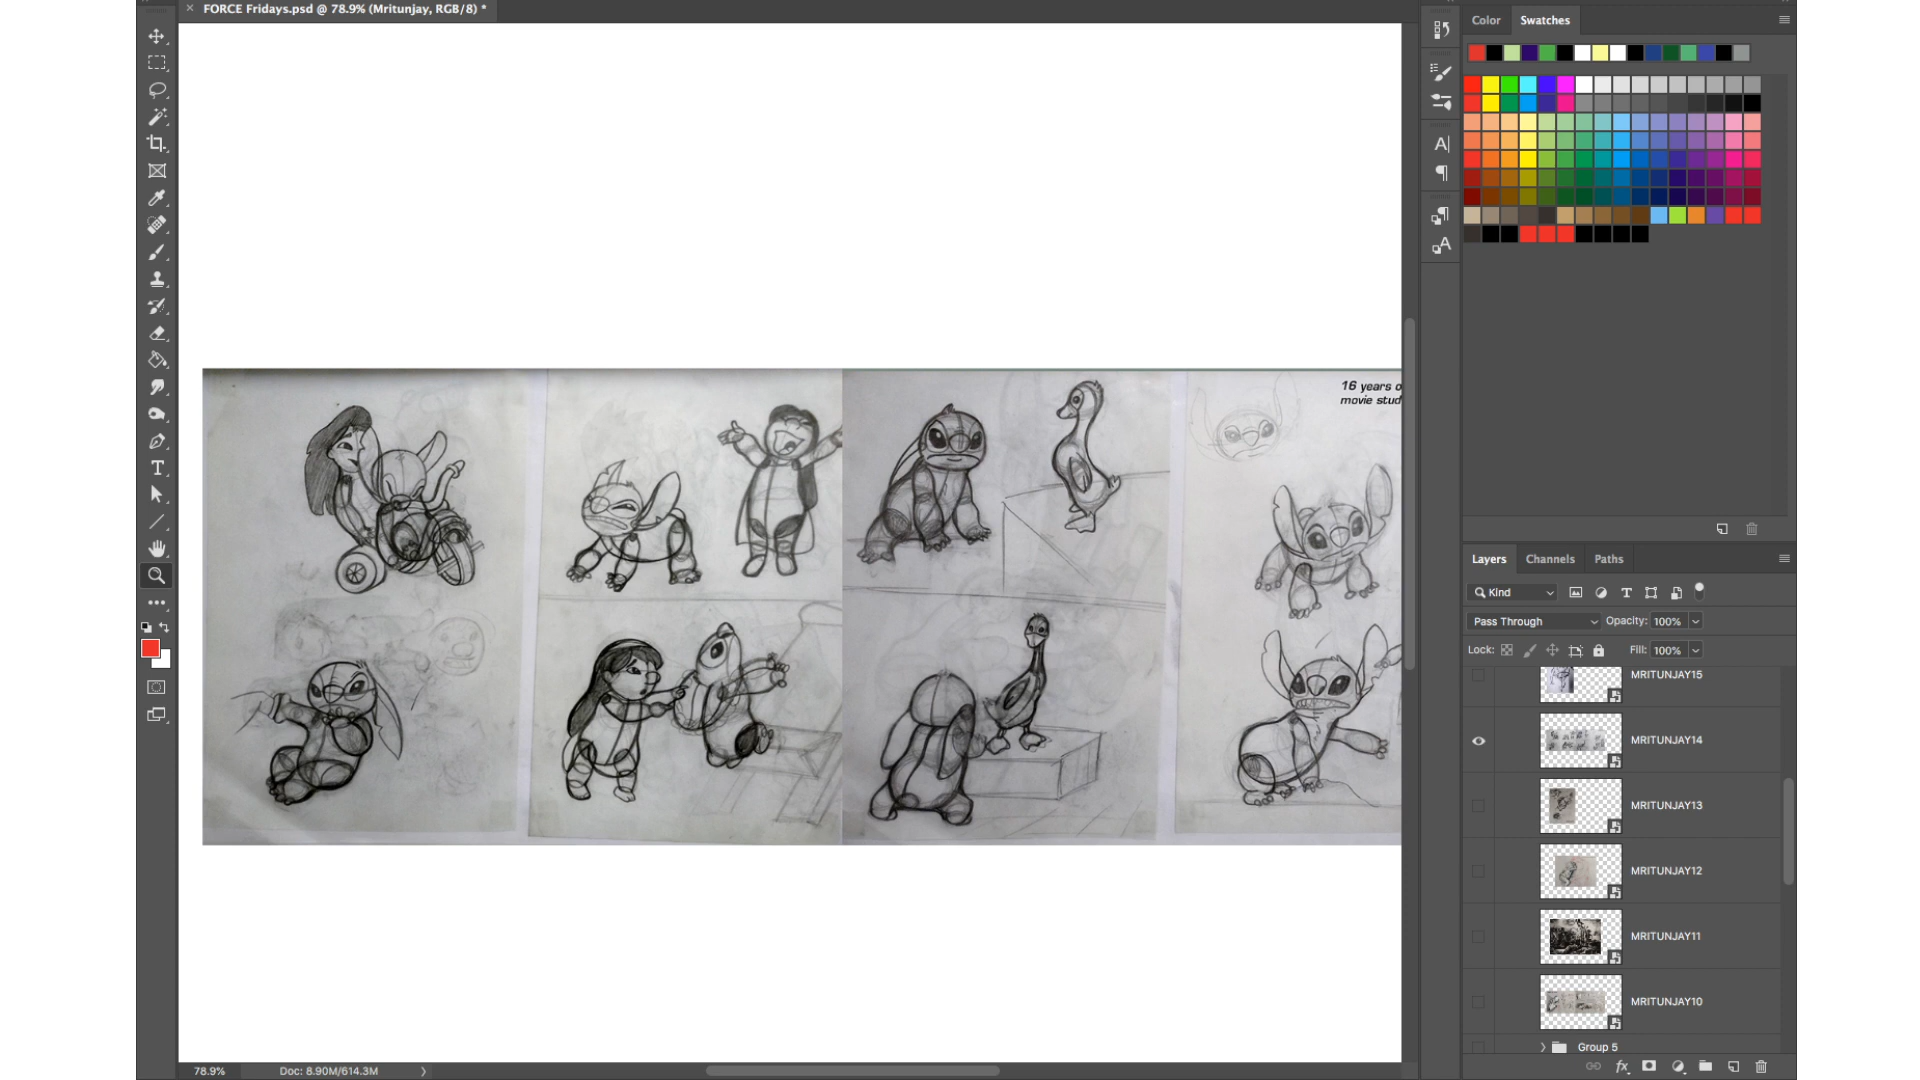 FORCE Fridays.psd @ 78.9% (Mritunjay, RGB/8) *
Color
Swatches
16 years o
movie stud
Layers
Channels
Paths
Kind
Pass Through
Opacity: 100%
Lock:
Fill: 100%
MRITUNJAY15
MRITUNJAY14
MRITUNJAY13
MRITUNJAY12
MRITUNJAY11
MRITUNJAY10
Group 5
78.9%
Doc: 8.90M/614.3M